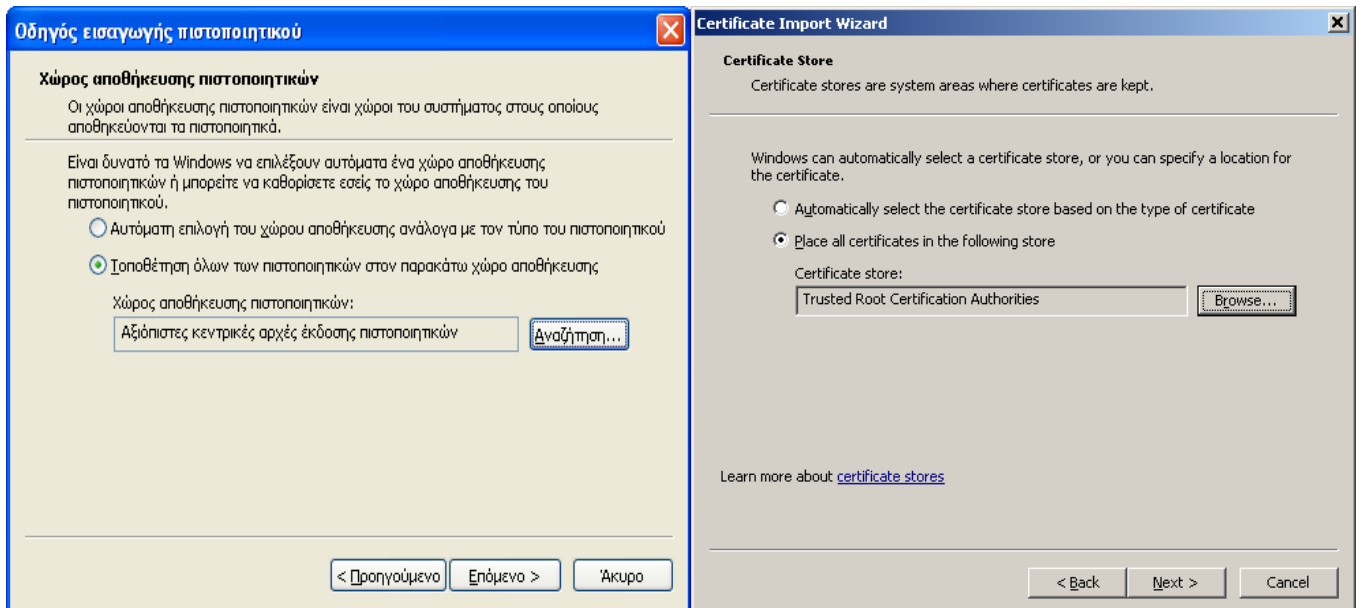 Οδηγός εισαγωγής πιστοποιητικού
Χώρος αποθήκευσης πιστοποιητικών
Οι χώροι αποθήκευσης πιστοποιητικών είναι χώροι του συστήματος στους οποίους
αποθηκεύονται τα πιστοποιητικά.
Είναι δυνατό τα Windows να επιλέξουν αυτόματα ένα χώρο αποθήκευσης
πιστοποιητικών ή μπορείτε να καθορίσετε εσείς το χώρο αποθήκευσης του
πιστοποιητικού.
Αυτόματη επιλογή του χώρου αποθήκευσης ανάλογα με τον τύπο του πιστοποιητικού
Τοποθέτηση όλων των πιστοποιητικών στον παρακάτω χώρο αποθήκευσης
Χώρος αποθήκευσης πιστοποιητικών:
Αξιόπιστες κεντρικές αρχές έκδοσης πιστοποιητικών
Αναζήτηση...
< Προηγούμενο
Επόμενο >
Άκυρο
Certificate Import Wizard
Certificate Store
Certificate stores are system areas where certificates are kept.
Windows can automatically select a certificate store, or you can specify a location for
the certificate.
Automatically select the certificate store based on the type of certificate
Place all certificates in the following store
Certificate store:
Trusted Root Certification Authorities
Browse...
Learn more about certificate stores
< Back
Next >
Cancel